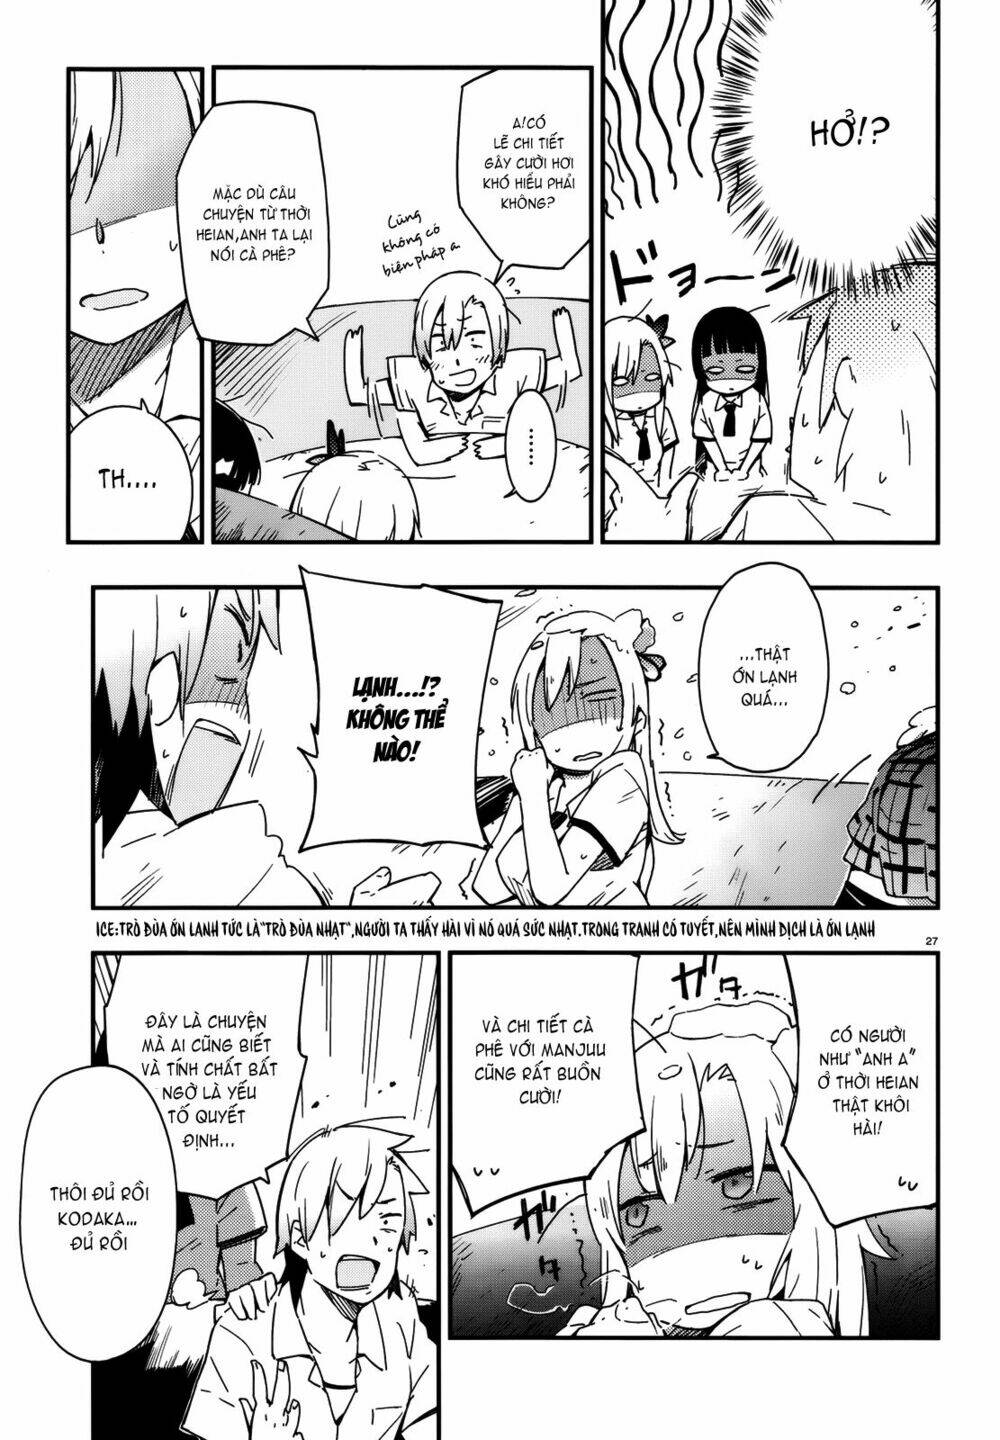 HỞ!?
ドョーン
A!CÓ
LẼ CHI TIẾT
GÂY CƯỜI HƠI
KHÓ HIỂU PHẢI
KHÔNG?
Cũng
không có
biện pháp a
.......
MẶC DÙ CÂU
CHUYỆN TỪ THỜI
HEIAN,ANH TA LẠI
NÓI CÀ PHÊ?
TH....
...THẬT
ỚN LẠNH
QUÁ...
LẠNH...!?
KHÔNG THỂ
NÀO!
ICE:TRÒ ĐÙA ỚN LẠNH TỨC LÀ"TRÒ ĐÙA NHẠT",NGƯỜI TA THẤY HÀI VÌ NÓ QUÁ SỨC NHẠT.TRONG TRANH CÓ TUYẾT,NÊN MÌNH DỊCH LÀ ỚN LẠNH
27
CÓ NGƯỜI
NHƯ "ANH A"
Ở THỜI HEIAN
THẬT KHÔI
HÀI!
ガタ
VÀ CHI TIẾT CÀ
PHÊ VỚI MANJUU
CŨNG RẤT BUỒN
CƯỜI!
ガタ
ĐÂY LÀ CHUYỆN
MÀ AI CŨNG BIẾT
VÀ TÍNH CHẤT BẤT
NGỜ LÀ YẾU
TỐ QUYẾT
ĐỊNH...
THÔI ĐỦ RỒI
KODAKA...
ĐỦ RỒI